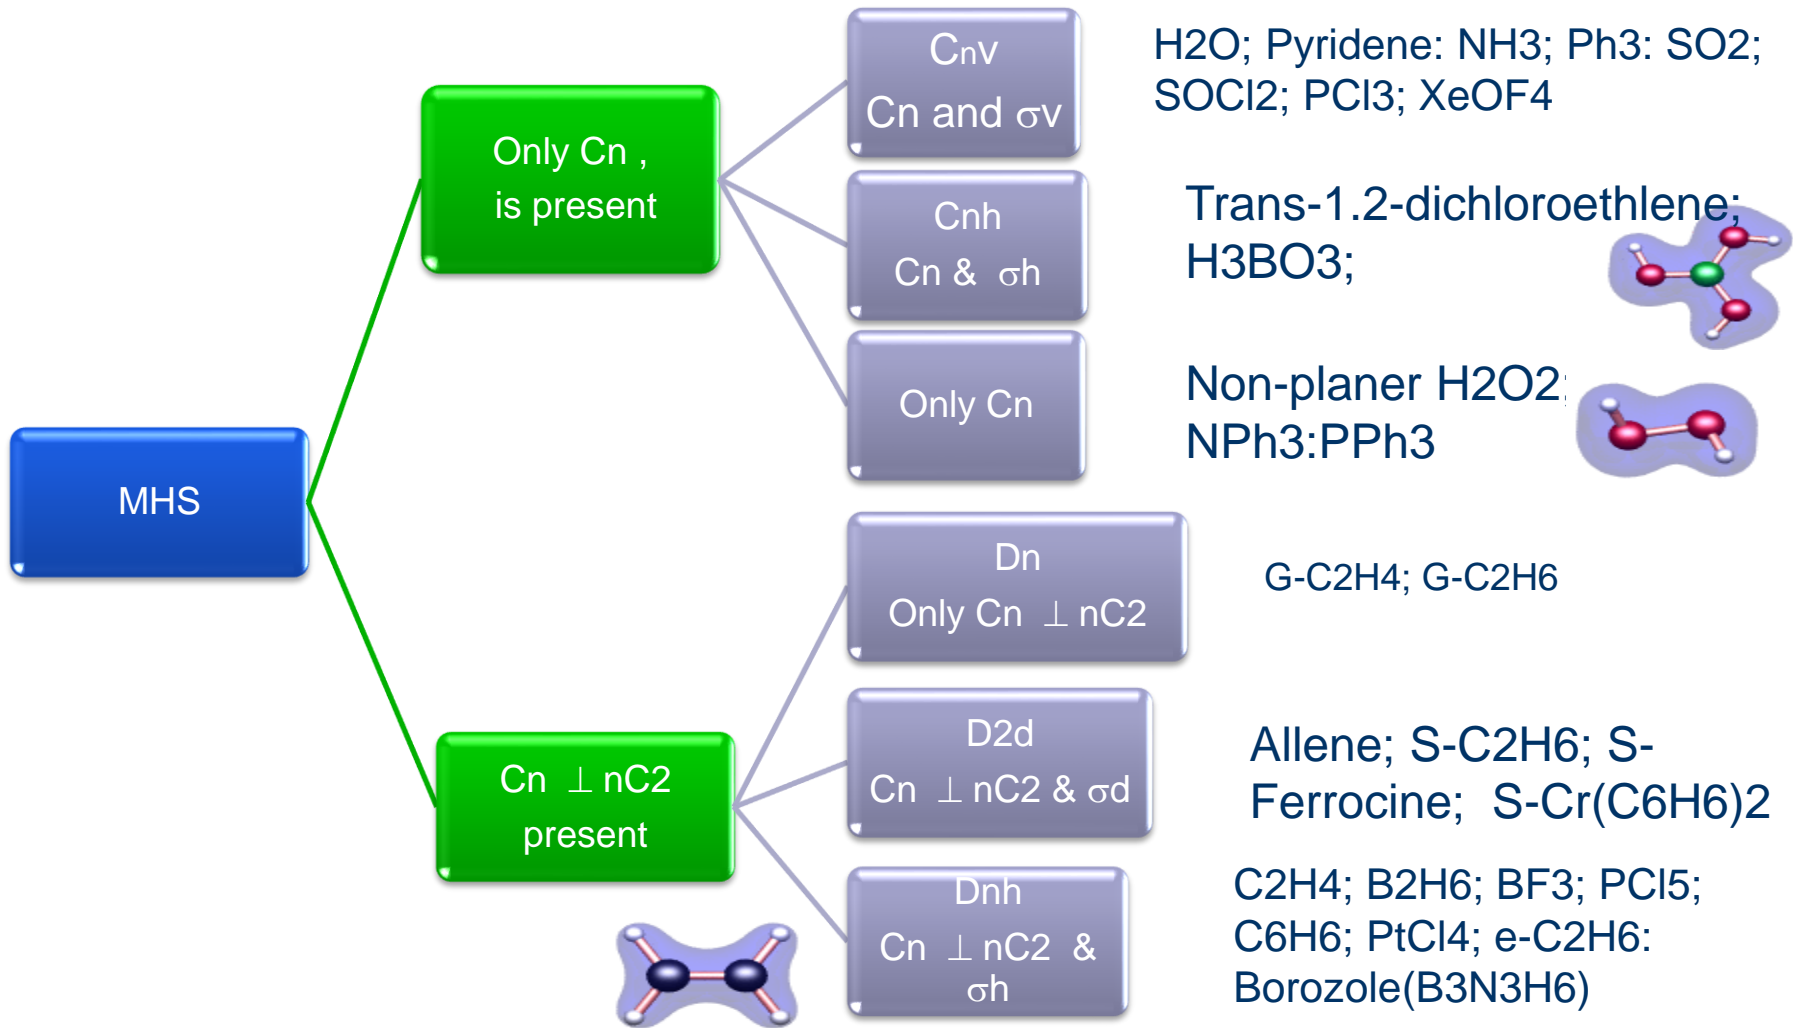 MHS
Only Cn ,
is present
Cnv
Cn and σv
H2O; Pyridene: NH3; Ph3: SO2;
SOCl2; PCl3; XeOF4
Cnh
Cn & σh
Trans-1.2-dichloroethlene;
H3BO3;
Only Cn
Non-planer H2O2;
NPh3:PPh3
Cn ⊥ nC2
present
Dn
Only Cn ⊥ nC2
G-C2H4; G-C2H6
D2d
Cn ⊥ nC2 & σd
Allene; S-C2H6; S-
Ferrocine; S-Cr(C6H6)2
Dnh
Cn ⊥ nC2 &
σh
C2H4; B2H6; BF3; PCl5;
C6H6; PtCl4; e-C2H6:
Borozole(B3N3H6)